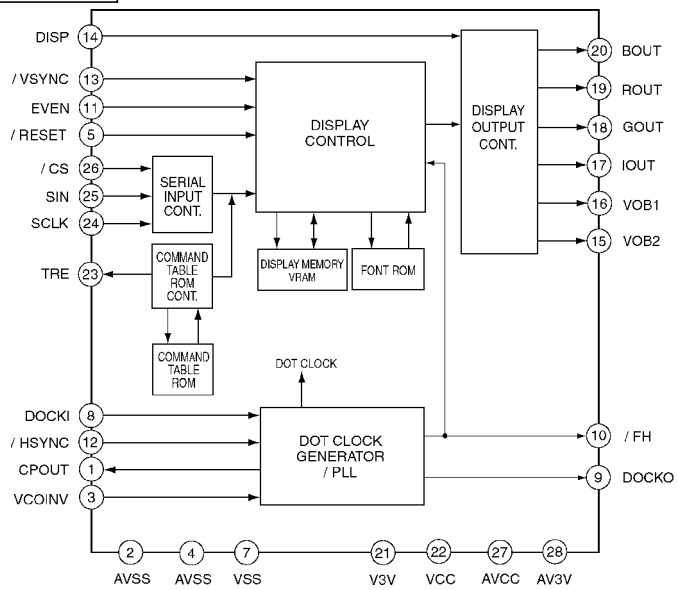 DISP 14
/ VSYNC 13
EVEN 11
/ RESET 5
/ CS 26
SIN 25
SCLK 24
TRE 23
DOCKI 8
/ HSYNC 12
CPOUT 1
VCOINV 3
SERIAL
INPUT
CONT.
COMMAND
TABLE
ROM
CONT.
COMMAND
TABLE
ROM
DISPLAY
CONTROL
DISPLAY MEMORY
VRAM
FONT ROM
DOT CLOCK
DOT CLOCK
GENERATOR
/ PLL
DISPLAY
OUTPUT
CONT.
20 BOUT
19 ROUT
18 GOUT
17 IOUT
16 VOB1
15 VOB2
10 / FH
9 DOCKO
2 4 7 21 22 27 28
AVSS AVSS VSS V3V VCC AVCC AV3V